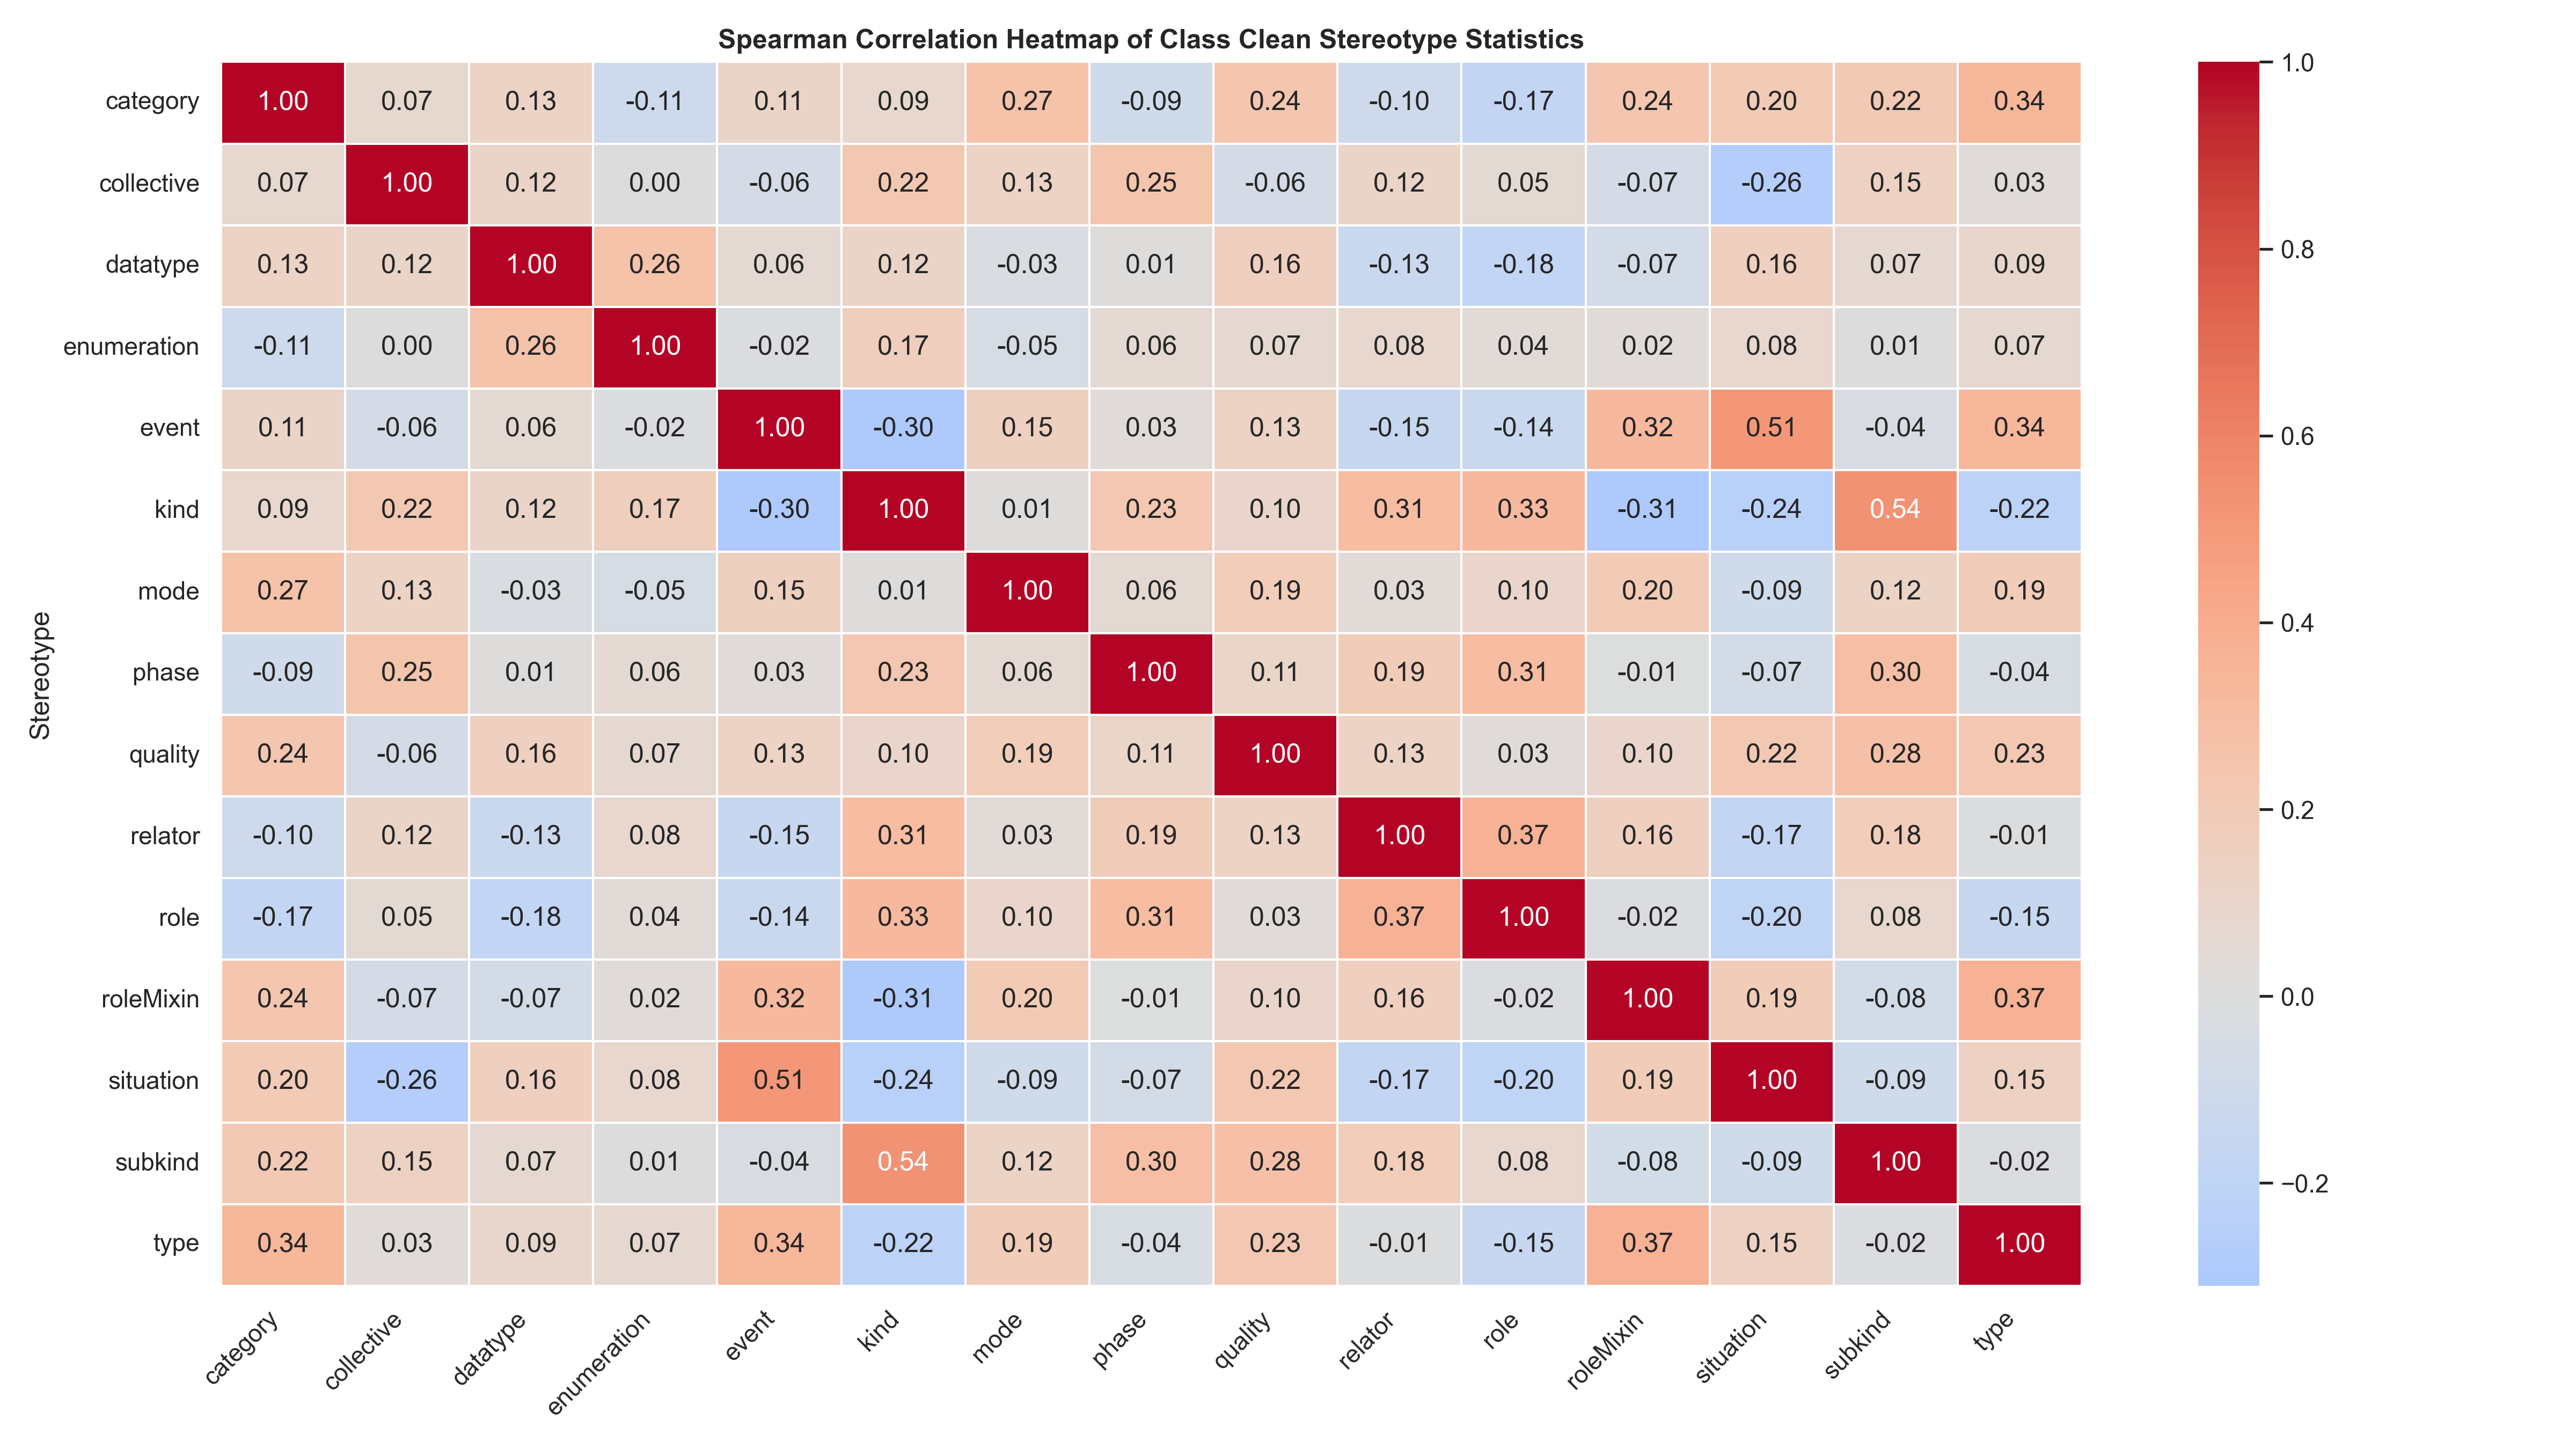 Spearman Correlation Heatmap of Class Clean Stereotype Statistics
Stereotype
category 1.00 0.07 0.13 -0.11 0.11 0.09 0.27 -0.09 0.24 -0.10 -0.17 0.24 0.20 0.22 0.34
collective 0.07 1.00 0.12 0.00 -0.06 0.22 0.13 0.25 -0.06 0.12 0.05 -0.07 -0.26 0.15 0.03
datatype 0.13 0.12 1.00 0.26 0.06 0.12 -0.03 0.01 0.16 -0.13 -0.18 -0.07 0.16 0.07 0.09
enumeration -0.11 0.00 0.26 1.00 -0.02 0.17 -0.05 0.06 0.07 0.08 0.04 0.02 0.08 0.01 0.07
event 0.11 -0.06 0.06 -0.02 1.00 -0.30 0.15 0.03 0.13 -0.15 -0.14 0.32 0.51 -0.04 0.34
kind 0.09 0.22 0.12 0.17 -0.30 1.00 0.01 0.23 0.10 0.31 0.33 -0.31 -0.24 0.54 -0.22
mode 0.27 0.13 -0.03 -0.05 0.15 0.01 1.00 0.06 0.19 0.03 0.10 0.20 -0.09 0.12 0.19
phase -0.09 0.25 0.01 0.06 0.03 0.23 0.06 1.00 0.11 0.19 0.31 -0.01 -0.07 0.30 -0.04
quality 0.24 -0.06 0.16 0.07 0.13 0.10 0.19 0.11 1.00 0.13 0.03 0.10 0.22 0.28 0.23
relator -0.10 0.12 -0.13 0.08 -0.15 0.31 0.03 0.19 0.13 1.00 0.37 0.16 -0.17 0.18 -0.01
role -0.17 0.05 -0.18 0.04 -0.14 0.33 0.10 0.31 0.03 0.37 1.00 -0.02 -0.20 0.08 -0.15
roleMixin 0.24 -0.07 -0.07 0.02 0.32 -0.31 0.20 -0.01 0.10 0.16 -0.02 1.00 0.19 -0.08 0.37
situation 0.20 -0.26 0.16 0.08 0.51 -0.24 -0.09 -0.07 0.22 -0.17 -0.20 0.19 1.00 -0.09 0.15
subkind 0.22 0.15 0.07 0.01 -0.04 0.54 0.12 0.30 0.28 0.18 0.08 -0.08 -0.09 1.00 -0.02
type 0.34 0.03 0.09 0.07 0.34 -0.22 0.19 -0.04 0.23 -0.01 -0.15 0.37 0.15 -0.02 1.00
category collective datatype enumeration event kind mode phase quality relator role roleMixin situation subkind type
1.0
0.8
0.6
0.4
0.2
0.0
−0.2